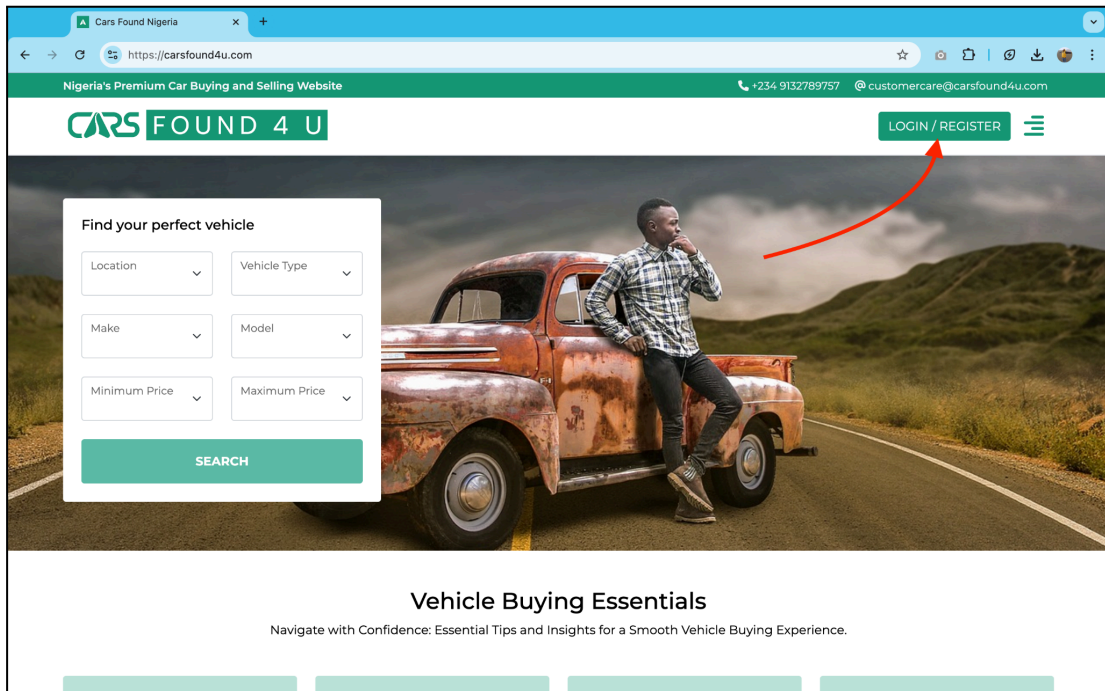 Cars Found Nigeria
https://carsfound4u.com
Nigeria's Premium Car Buying and Selling Website
+234 9132789757
customercare@carsfound4u.com
CARS FOUND 4 U
LOGIN / REGISTER
Find your perfect vehicle
Location
Vehicle Type
Make
Model
Minimum Price
Maximum Price
SEARCH
Vehicle Buying Essentials
Navigate with Confidence: Essential Tips and Insights for a Smooth Vehicle Buying Experience.